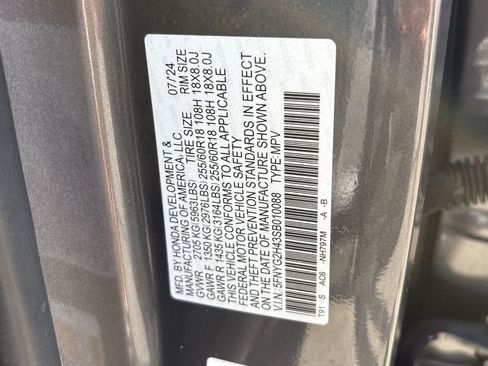 MFD. BY HONDA DEVELOPMENT & 07/24
MANUFACTURING OF AMERICA, LLC
TIRE SIZE RIM SIZE
GVWR 2705 KG(5963LBS)
GAWR F 1350 KG(2976LBS) 255/60R18 108H 18X8.0J
GAWR R 1435 KG(3164LBS) 255/60R18 108H 18X8.0J
THIS VEHICLE CONFORMS TO ALL APPLICABLE
FEDERAL MOTOR VEHICLE SAFETY
AND THEFT PREVENTION STANDARDS IN EFFECT
ON THE DATE OF MANUFACTURE SHOWN ABOVE.
V.I.N.:5FNYG2H43SB010088 TYPE:MPV
T91 S AC6 -NH797M -A -B